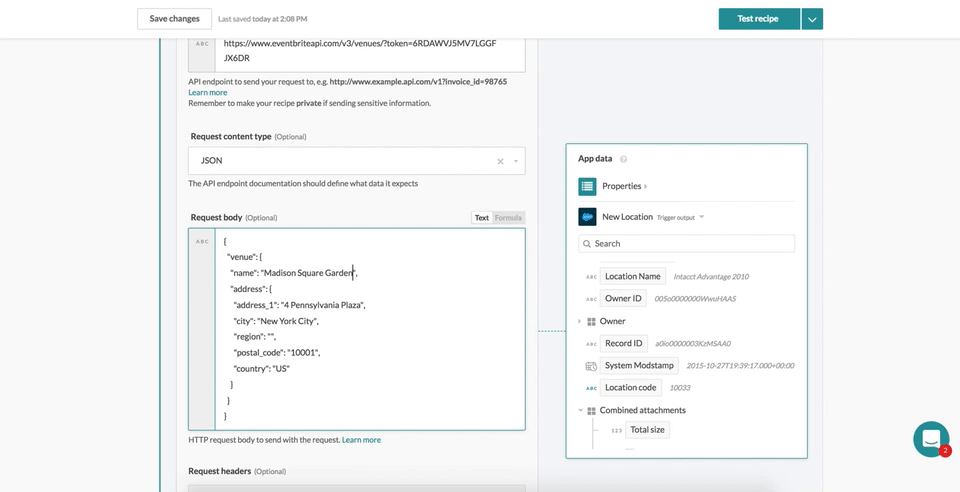 Save changes
Last saved today at 2:08 PM
Test recipe
ABC
https://www.eventbriteapi.com/v3/venues/?token=6RDAWVJ5MV7LGGF
JX6DR
API endpoint to send your request to, e.g. http://www.example.api.com/v1?invoice_id=98765
Learn more
Remember to make your recipe private if sending sensitive information.
Request content type (Optional)
JSON
The API endpoint documentation should define what data it expects
Request body (Optional)
Text Formula
ABC
{
"venue": {
"name": "Madison Square Garden",
"address": {
"address_1": "4 Pennsylvania Plaza",
"city": "New York City",
"region": "",
"postal_code": "10001",
"country": "US"
}
}
}
HTTP request body to send with the request. Learn more
Request headers (Optional)
App data
Properties
New Location Trigger output
Search
ABC Location Name Intacct Advantage 2010
ABC Owner ID 005o0000000WwuHAAS
Owner
ABC Record ID a0io0000003KzMSAA0
System Modstamp 2015-10-27T19:39:17.000+00:00
ABC Location code 10033
Combined attachments
123 Total size
2